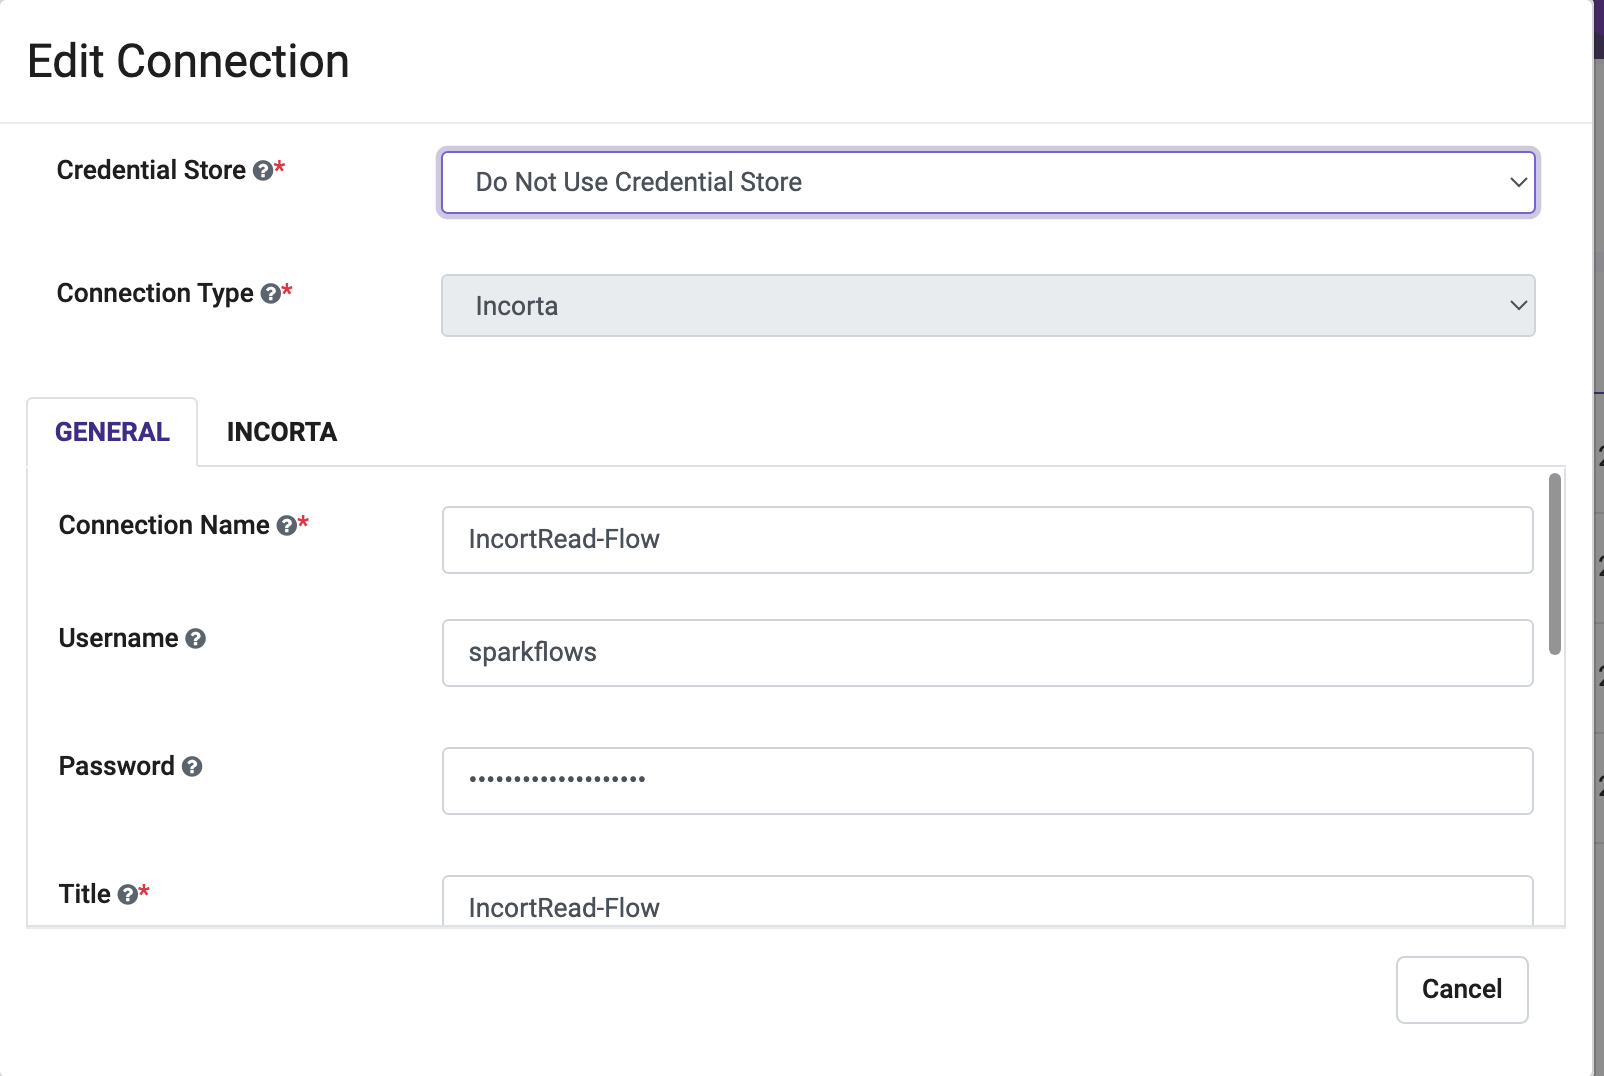 Edit Connection
Credential Store ?*
Do Not Use Credential Store
Connection Type ?*
Incorta
GENERAL INCORTA
Connection Name ?*
IncortRead-Flow
Username ?
sparkflows
Password ?
••••••••••••••••••••
Title ?*
IncortRead-Flow
Cancel